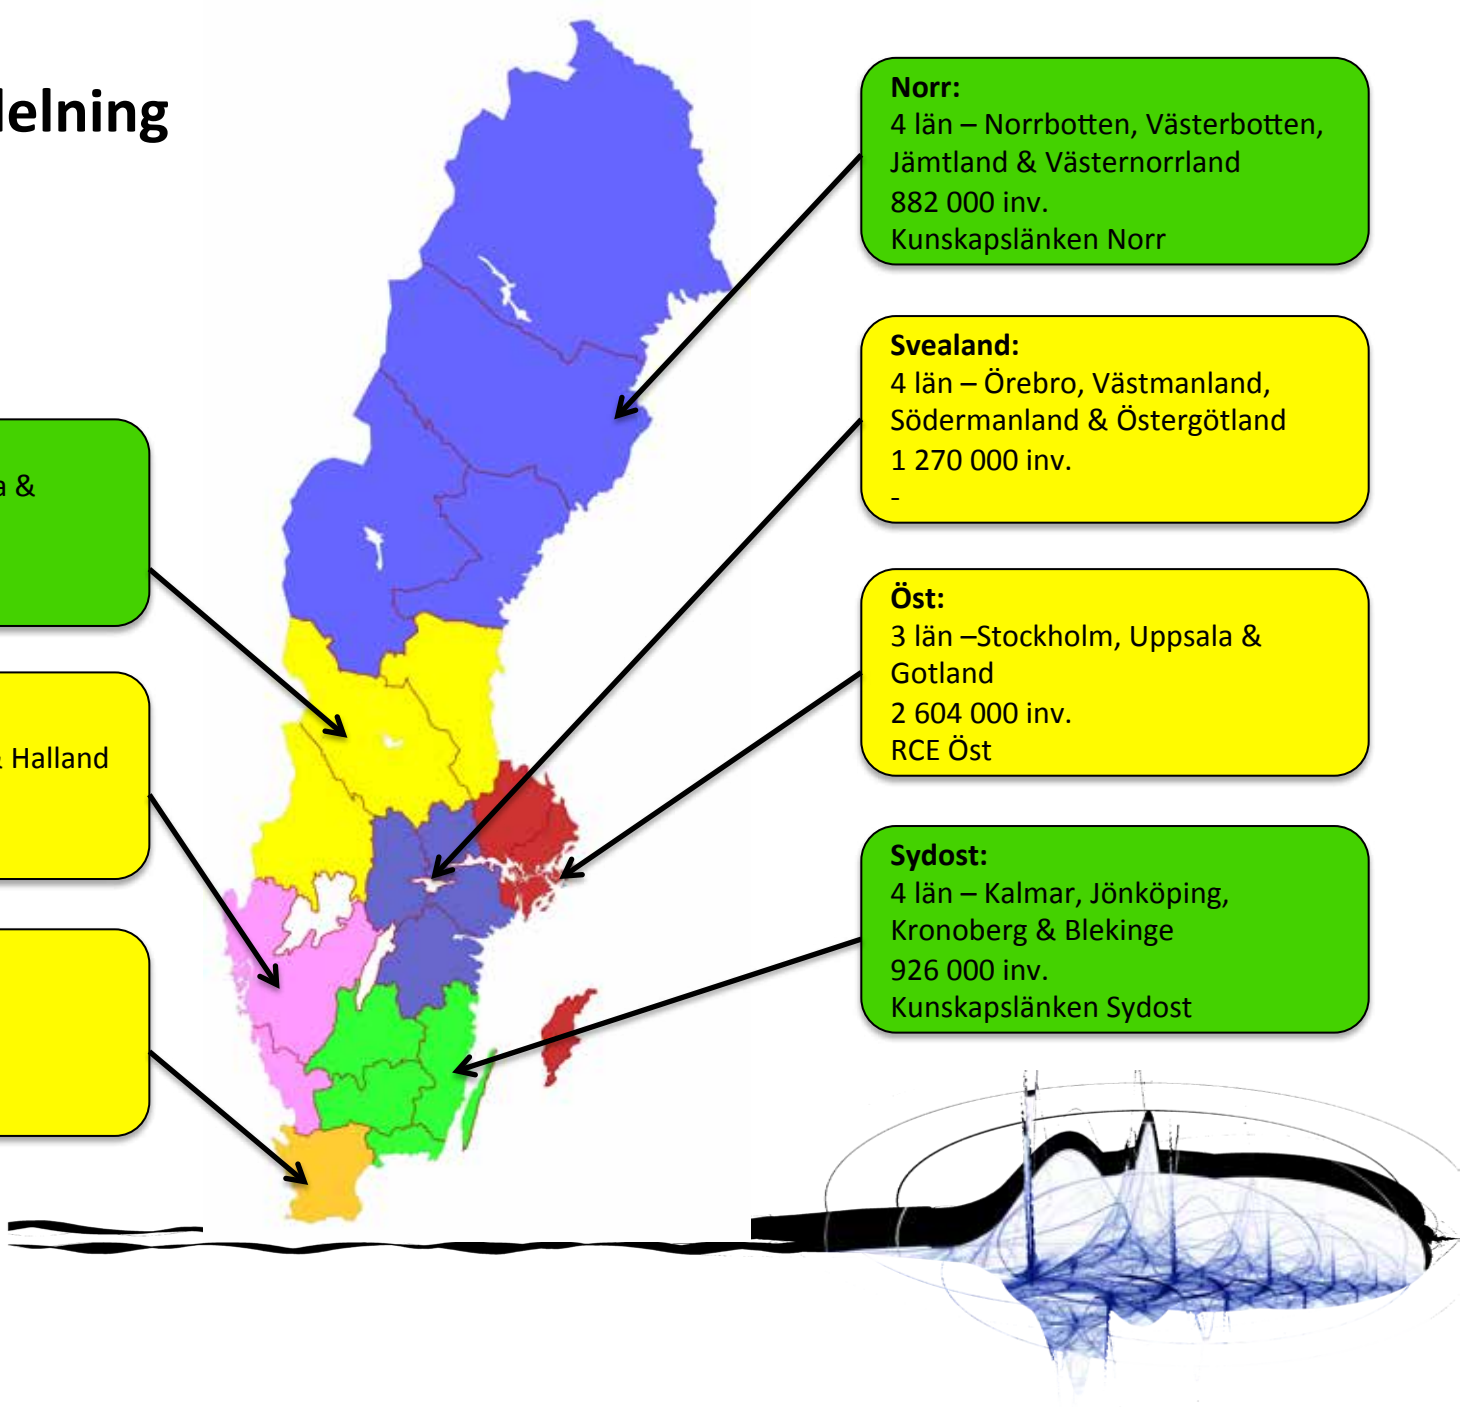 delning
Norr:
4 län – Norrbotten, Västerbotten,
Jämtland & Västernorrland
882 000 inv.
Kunskapslänken Norr
Svealand:
4 län – Örebro, Västmanland,
Södermanland & Östergötland
1 270 000 inv.
-
Öst:
3 län –Stockholm, Uppsala &
Gotland
2 604 000 inv.
RCE Öst
Sydost:
4 län – Kalmar, Jönköping,
Kronoberg & Blekinge
926 000 inv.
Kunskapslänken Sydost
a &
& Halland